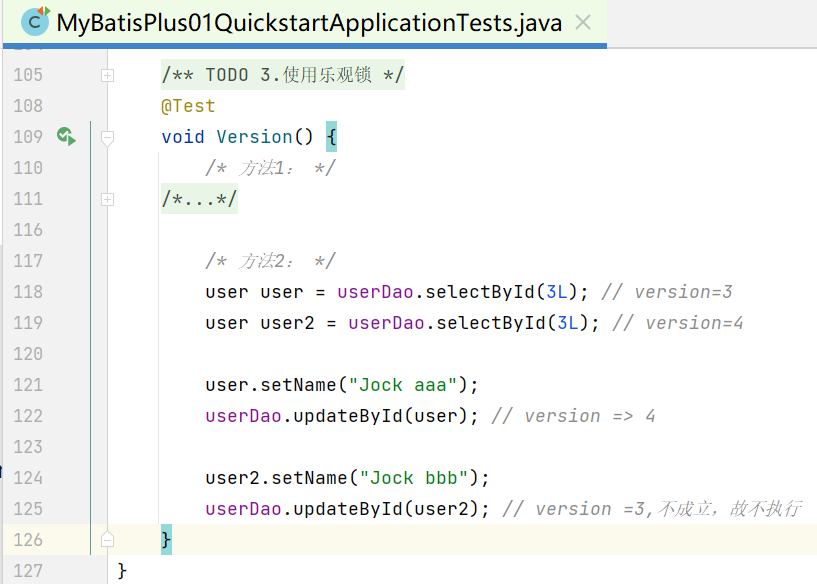 MyBatisPlus01QuickstartApplicationTests.java
105 /** TODO 3.使用乐观锁 */
108 @Test
109 void Version() {
110 /* 方法1： */
111 /*...*/
116
117 /* 方法2： */
118 user user = userDao.selectById(3L); // version=3
119 user user2 = userDao.selectById(3L); // version=4
120
121 user.setName("Jock aaa");
122 userDao.updateById(user); // version => 4
123
124 user2.setName("Jock bbb");
125 userDao.updateById(user2); // version =3,不成立，故不执行
126 }
127 }